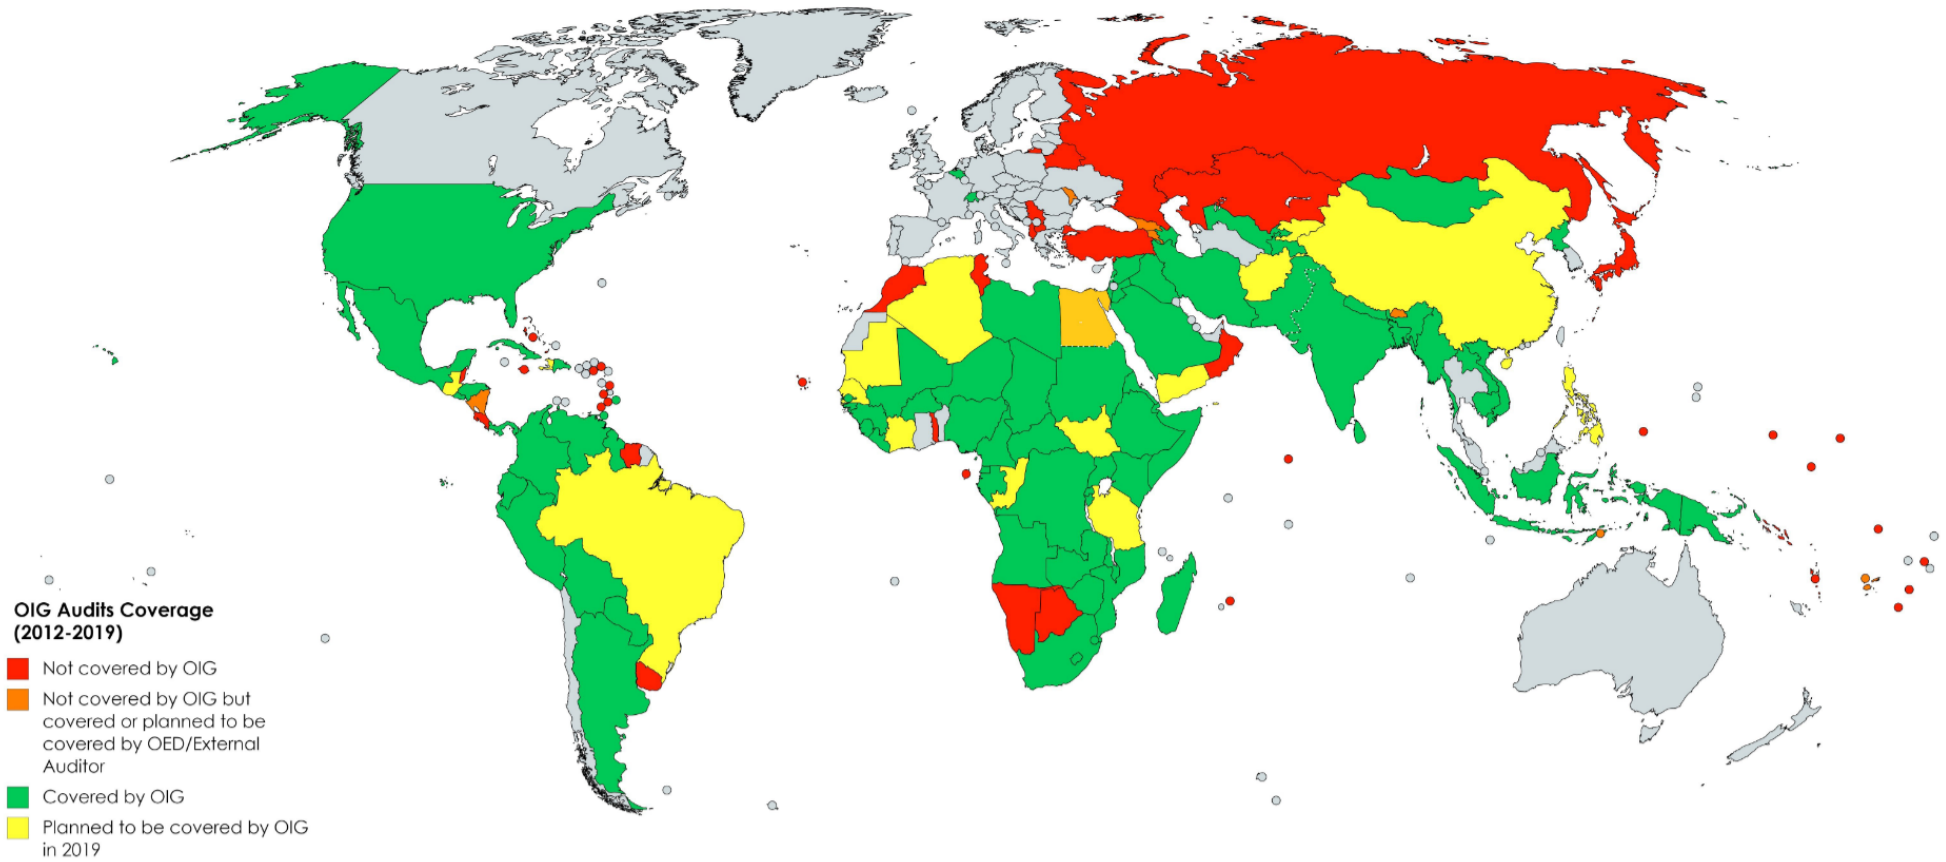 OIG Audits Coverage
(2012-2019)
Not covered by OIG
Not covered by OIG but
covered or planned to be
covered by OED/External
Auditor
Covered by OIG
Planned to be covered by OIG
in 2019